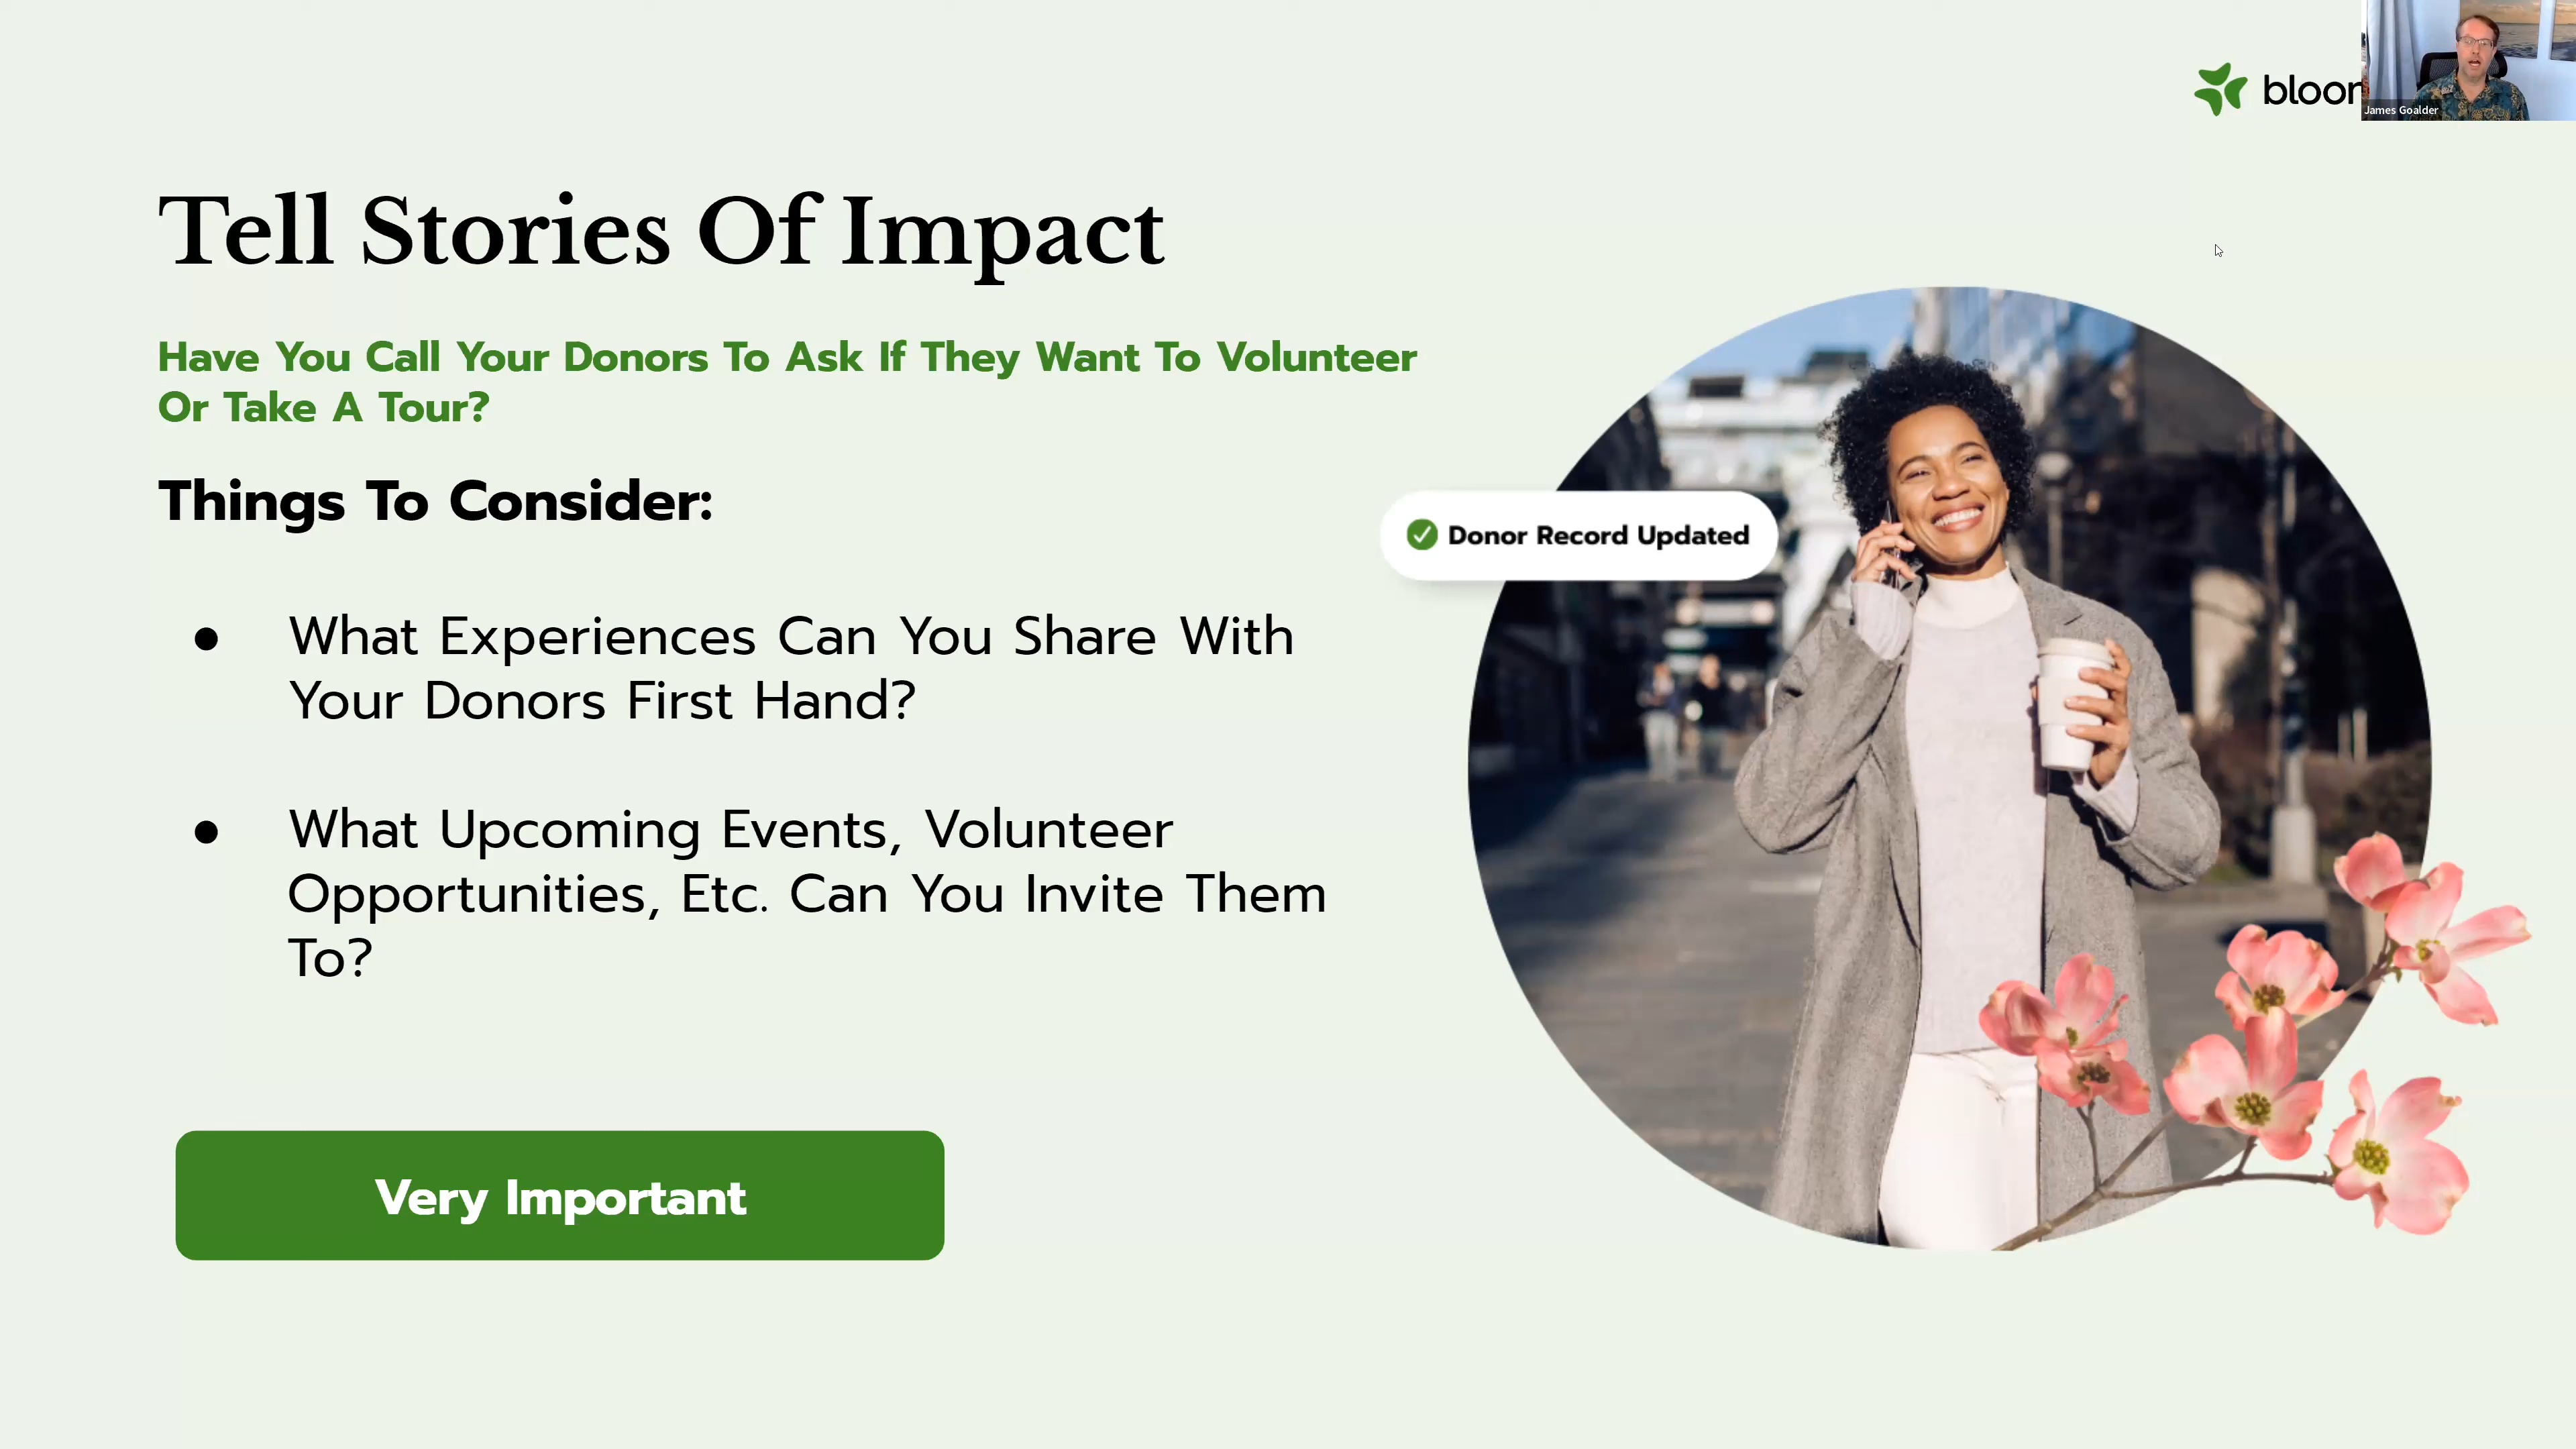 bloom
James Goalder
Tell Stories Of Impact
Have You Call Your Donors To Ask If They Want To Volunteer
Or Take A Tour?
Things To Consider:
Donor Record Updated
● What Experiences Can You Share With
Your Donors First Hand?
● What Upcoming Events, Volunteer
Opportunities, Etc. Can You Invite Them
To?
Very Important